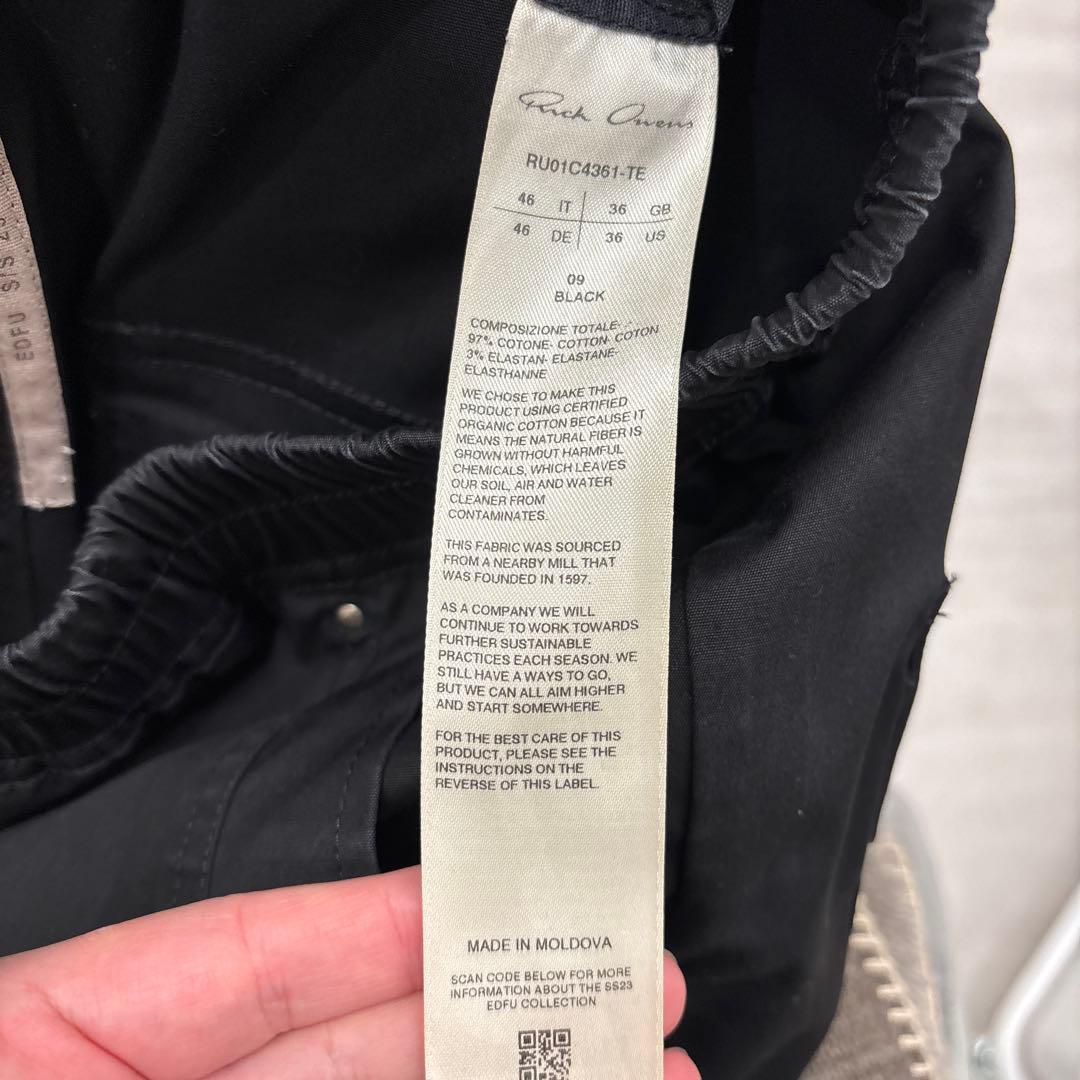 Rick Owens
RU01C4361-TE
46 IT 36 GB
46 DE 36 US
09
BLACK
COMPOSIZIONE TOTALE-
97% COTONE- COTTON- COTTON
3% ELASTAN- ELASTANE-
ELASTHANNE
WE CHOSE TO MAKE THIS
PRODUCT USING CERTIFIED
ORGANIC COTTON BECAUSE IT
MEANS THE NATURAL FIBER IS
GROWN WITHOUT HARMFUL
CHEMICALS, WHICH LEAVES
OUR SOIL, AIR AND WATER
CLEANER FROM
CONTAMINATES.
THIS FABRIC WAS SOURCED
FROM A NEARBY MILL THAT
WAS FOUNDED IN 1597.
AS A COMPANY WE WILL
CONTINUE TO WORK TOWARDS
FURTHER SUSTAINABLE
PRACTICES EACH SEASON. WE
STILL HAVE A WAYS TO GO,
BUT WE CAN ALL AIM HIGHER
AND START SOMEWHERE.
FOR THE BEST CARE OF THIS
PRODUCT, PLEASE SEE THE
INSTRUCTIONS ON THE
REVERSE OF THIS LABEL.
MADE IN MOLDOVA
SCAN CODE BELOW FOR MORE
INFORMATION ABOUT THE SS23
EDFU COLLECTION
EDFU S/S 23